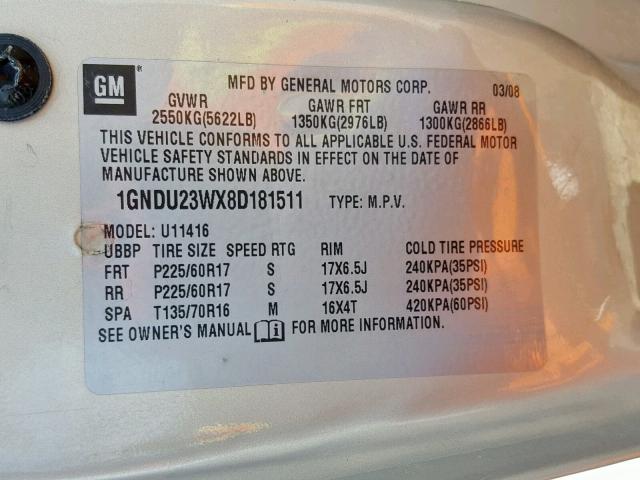 GM ® MFD BY GENERAL MOTORS CORP. 03/08
GVWR GAWR FRT GAWR RR
2550KG(5622LB) 1350KG(2976LB) 1300KG(2866LB)
THIS VEHICLE CONFORMS TO ALL APPLICABLE U.S. FEDERAL MOTOR
VEHICLE SAFETY STANDARDS IN EFFECT ON THE DATE OF
MANUFACTURE SHOWN ABOVE.
1GNDU23WX8D181511 TYPE: M.P.V.
MODEL: U11416
UBBP TIRE SIZE SPEED RTG RIM COLD TIRE PRESSURE
FRT P225/60R17 S 17X6.5J 240KPA(35PSI)
RR P225/60R17 S 17X6.5J 240KPA(35PSI)
SPA T135/70R16 M 16X4T 420KPA(60PSI)
SEE OWNER'S MANUAL i FOR MORE INFORMATION.